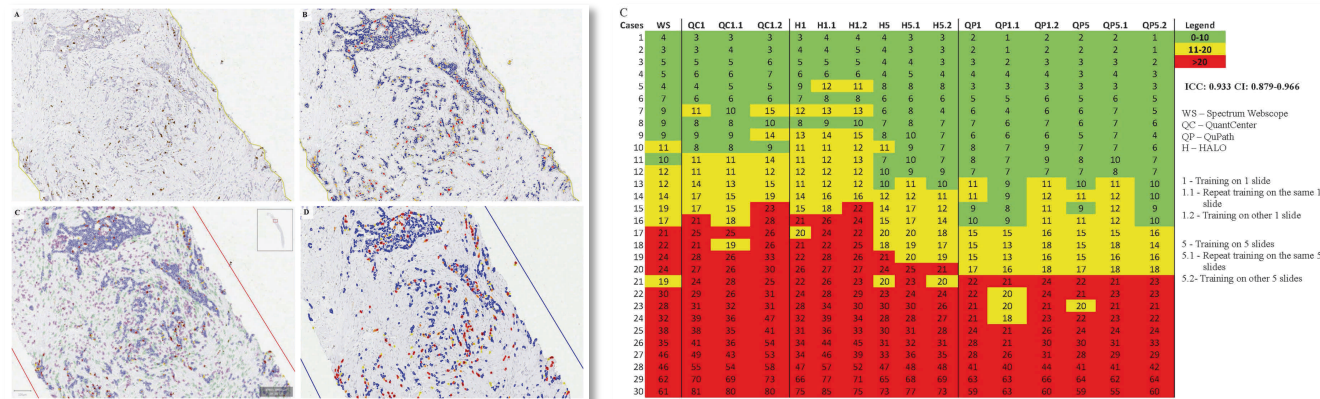 A
B
C
D
C
Cases WS QC1 QC1.1 QC1.2 H1 H1.1 H1.2 H5 H5.1 H5.2 QP1 QP1.1 QP1.2 QP5 QP5.1 QP5.2
1 4 3 3 3 3 4 4 4 3 3 2 1 2 2 2 1
2 3 3 4 3 4 4 5 4 3 3 2 1 2 2 2 1
3 5 5 5 6 5 5 5 4 4 3 3 2 3 3 3 2
4 5 6 6 7 6 6 6 5 4 4 4 4 4 3 4 3
5 4 4 5 5 9 12 11 8 8 8 3 3 3 3 3 3
6 7 6 6 6 7 8 8 6 6 6 5 5 6 5 6 5
7 9 11 10 15 12 13 13 6 8 4 6 4 6 6 6 5
8 9 8 8 10 8 9 10 7 8 7 6 5 6 6 7 5
9 9 9 9 14 13 14 15 8 10 7 6 5 6 5 7 4
10 11 8 8 9 11 11 12 11 9 9 8 7 9 7 7 6
11 10 11 11 14 11 12 13 7 10 7 8 7 9 8 10 7
12 12 11 11 12 11 12 12 10 9 9 7 7 7 7 8 7
13 12 14 13 15 11 12 13 10 11 10 11 9 12 11 12 10
14 14 17 15 19 14 16 16 12 12 11 11 9 12 11 12 10
15 19 17 15 23 15 18 22 14 17 12 9 8 11 9 12 9
16 17 21 18 28 21 26 24 15 17 14 10 9 11 11 12 10
17 21 25 25 26 20 24 22 20 20 18 15 15 16 15 15 16
18 22 21 19 26 21 23 25 18 19 17 15 13 18 15 18 14
19 24 28 26 33 22 28 26 21 20 19 15 13 15 15 16 16
20 24 27 26 30 26 27 27 24 25 21 17 16 18 17 18 18
21 19 24 28 25 22 26 23 20 23 20 22 21 24 22 22 21
22 30 29 26 31 24 28 29 24 27 24 22 20 24 21 23 23
23 28 31 32 31 28 34 30 30 30 26 21 20 21 20 21 21
24 32 39 36 47 32 39 34 28 28 27 21 18 23 22 23 22
25 38 38 35 41 31 36 33 30 31 28 24 21 26 24 24 24
26 35 41 36 54 34 44 45 31 32 31 28 21 30 30 31 33
27 46 49 43 53 34 46 39 33 36 35 28 26 31 28 29 29
28 46 55 54 58 47 57 52 47 48 48 41 40 44 41 41 42
29 62 70 69 73 66 77 71 65 68 69 63 63 66 64 62 64
30 61 81 80 80 75 85 75 73 77 73 59 63 60 59 55 60
Legend
0-10
11-20
>20
ICC: 0.933 CI: 0.879-0.966
WS – Spectrum Webscope
QC – QuantCenter
QP – QuPath
H – HALO
1 - Training on 1 slide
1.1 - Repeat training on the same 1
slide
1.2 - Training on other 1 slide
5 - Training on 5 slides
5.1 - Repeat training on the same 5
slides
5.2- Training on other 5 slides